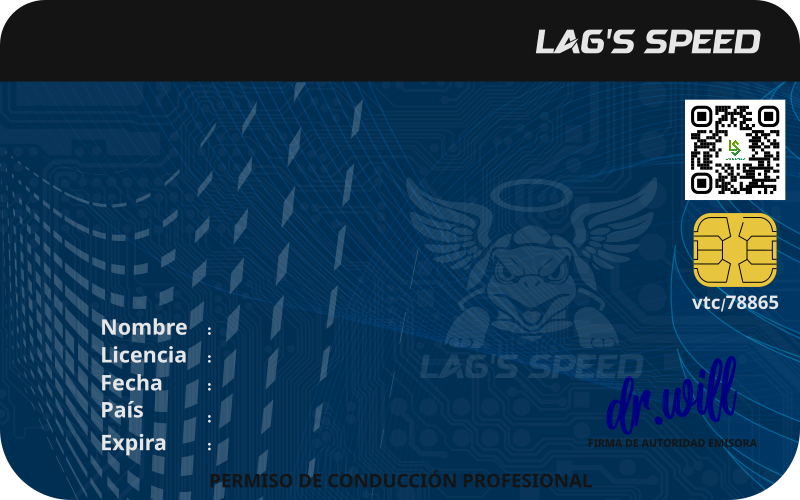 LAG'S SPEED
vtc/78865
Nombre :
Licencia :
Fecha :
País :
Expira :
LAG'S SPEED
dr.will
FIRMA DE AUTORIDAD EMISORA
PERMISO DE CONDUCCIÓN PROFESIONAL